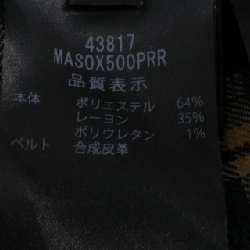 43817
MASOX500PRR
品質表示
本体 ポリエステル 64%
レーヨン 35%
ポリウレタン 1%
ベルト 合成皮革